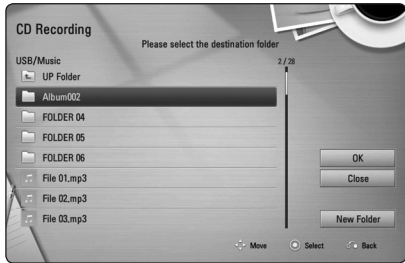 CD Recording
Please select the destination folder
USB/Music
2 / 28
UP Folder
Album002
FOLDER 04
FOLDER 05
FOLDER 06
File 01.mp3
File 02.mp3
File 03.mp3
OK
Close
New Folder
Move Select Back